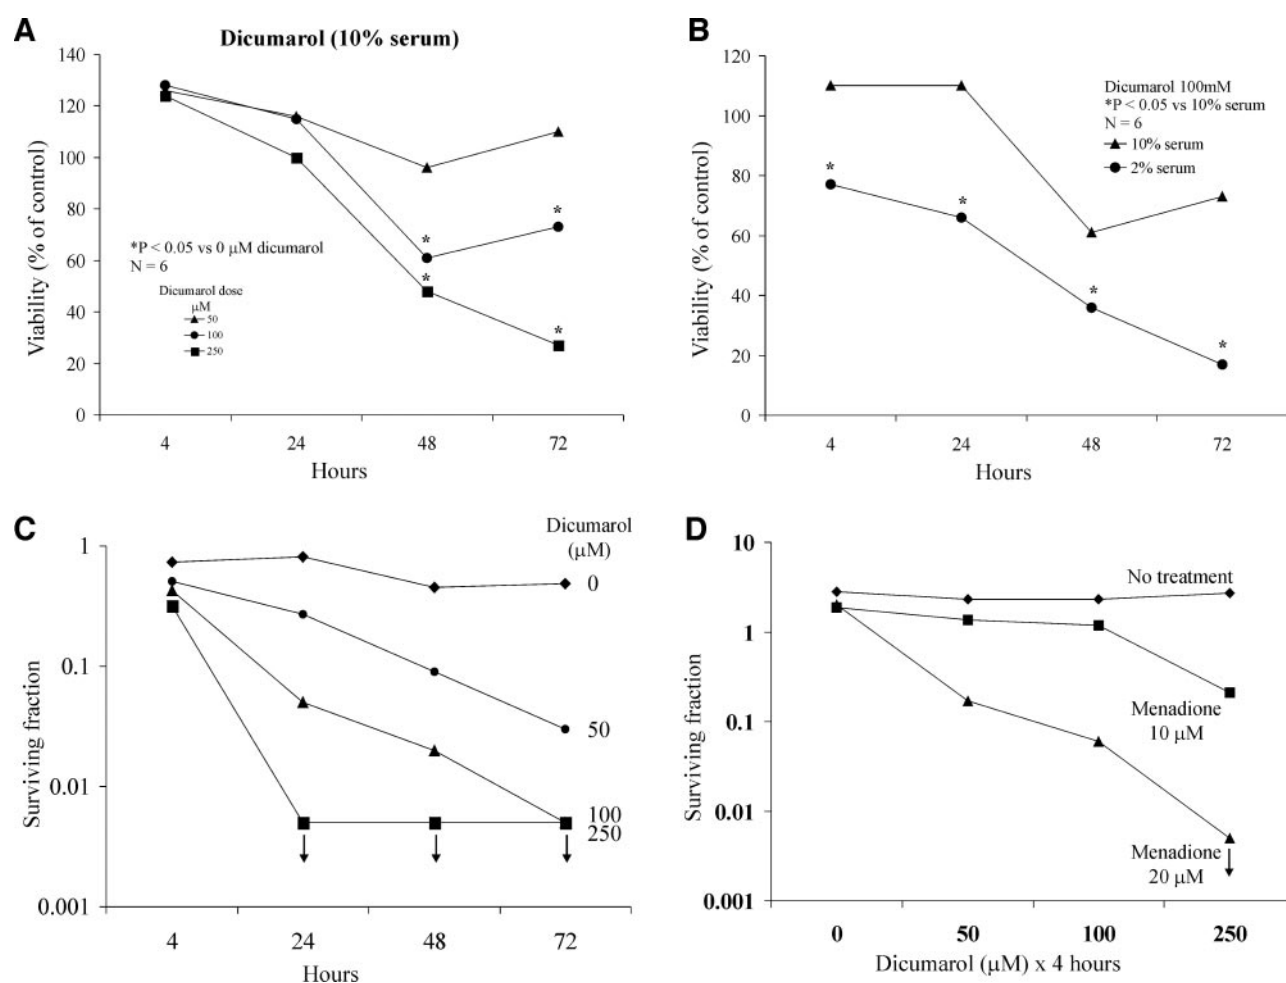 A
Dicumarol (10% serum)
140
120
100
80
60
40
20
0
Viability (% of control)
*
*
*
*
*P < 0.05 vs 0 μM dicumarol
N = 6
Dicumarol dose
μM
50
100
250
4 24 48 72
Hours
B
120
100
80
60
40
20
0
Viability (% of control)
Dicumarol 100mM
*P < 0.05 vs 10% serum
N = 6
10% serum
2% serum
*
*
*
*
4 24 48 72
Hours
C
1
0.1
0.01
0.001
Surviving fraction
Dicumarol
(μM)
0
50
100
250
4 24 48 72
Hours
D
10
1
0.1
0.01
0.001
Surviving fraction
No treatment
Menadione
10 μM
Menadione
20 μM
0 50 100 250
Dicumarol (μM) x 4 hours